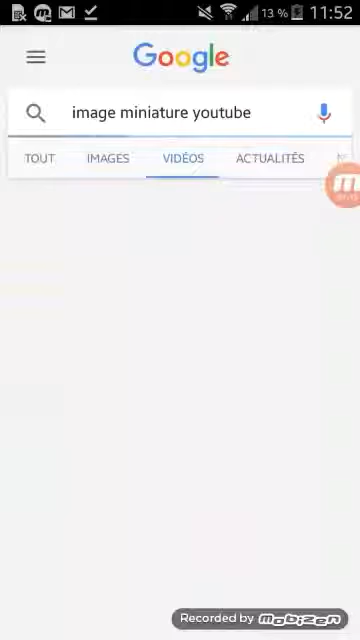 13 % 11:52
Google
image miniature youtube
TOUT IMAGES VIDÉOS ACTUALITÉS
Recorded by mobizen